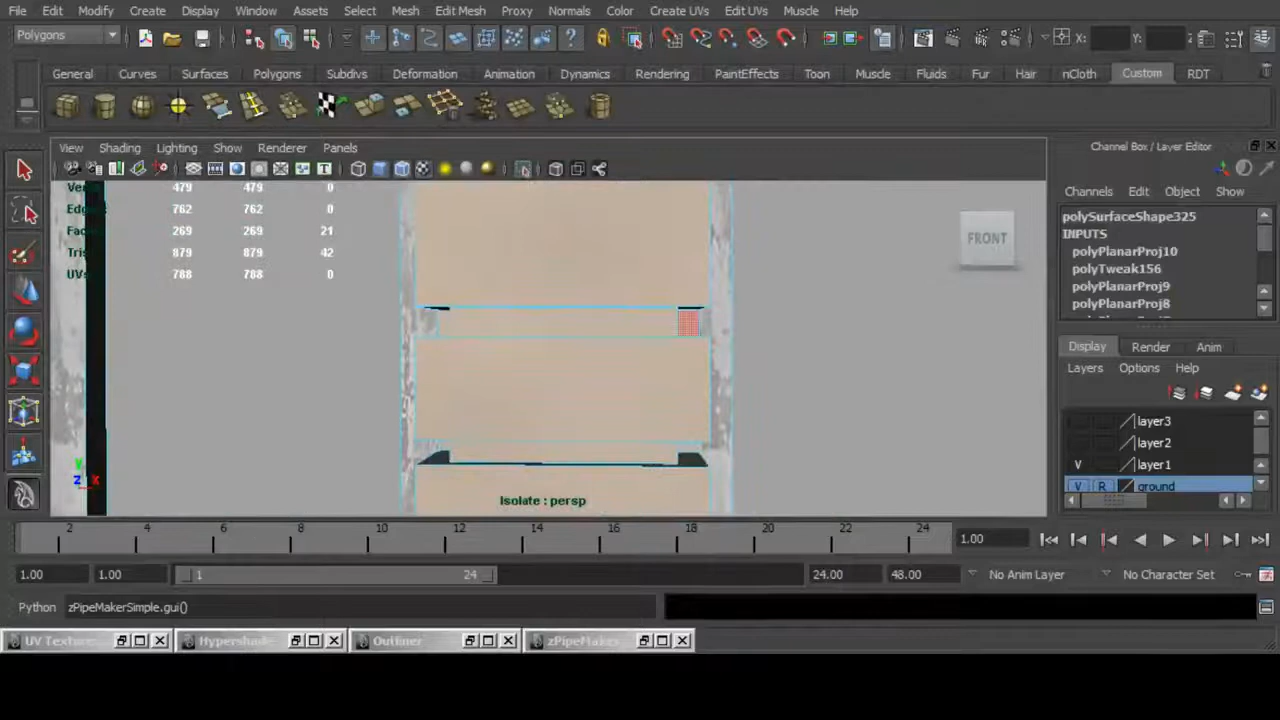 File Edit Modify Create Display Window Assets Select Mesh Edit Mesh Proxy Normals Color Create UVs Edit UVs Muscle Help
Polygons X: Y: Z
General Curves Surfaces Polygons Subdivs Deformation Animation Dynamics Rendering PaintEffects Toon Muscle Fluids Fur Hair nCloth Custom RDT
View Shading Lighting Show Renderer Panels
Channel Box / Layer Editor
Channels Edit Object Show
479 479 0
762 762 0
269 269 21
Tris 879 879 42
UVs 788 788 0
FRONT
Isolate : persp
polySurfaceShape325
INPUTS
polyPlanarProj10
polyTweak156
polyPlanarProj9
polyPlanarProj8
Display Render Anim
Layers Options Help
layer3
layer2
V layer1
V R ground
2 4 6 8 10 12 14 16 18 20 22 24 1.00
1.00 1.00 1 24 24.00 48.00 No Anim Layer No Character Set
Python zPipeMakerSimple.gui()
UV Texture Hypershade Outliner zPipeMaker